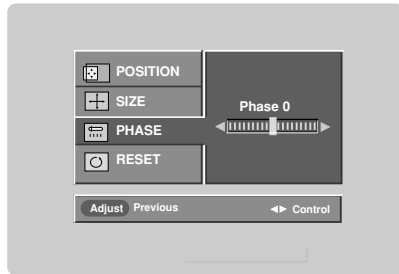 POSITION
SIZE
Phase 0
PHASE
RESET
Adjust Previous ◄► Control